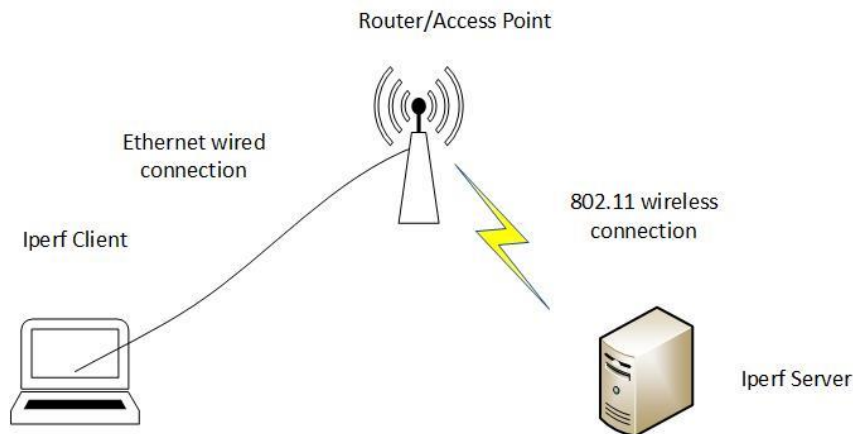 Router/Access Point
Ethernet wired
connection
802.11 wireless
connection
Iperf Client
Iperf Server